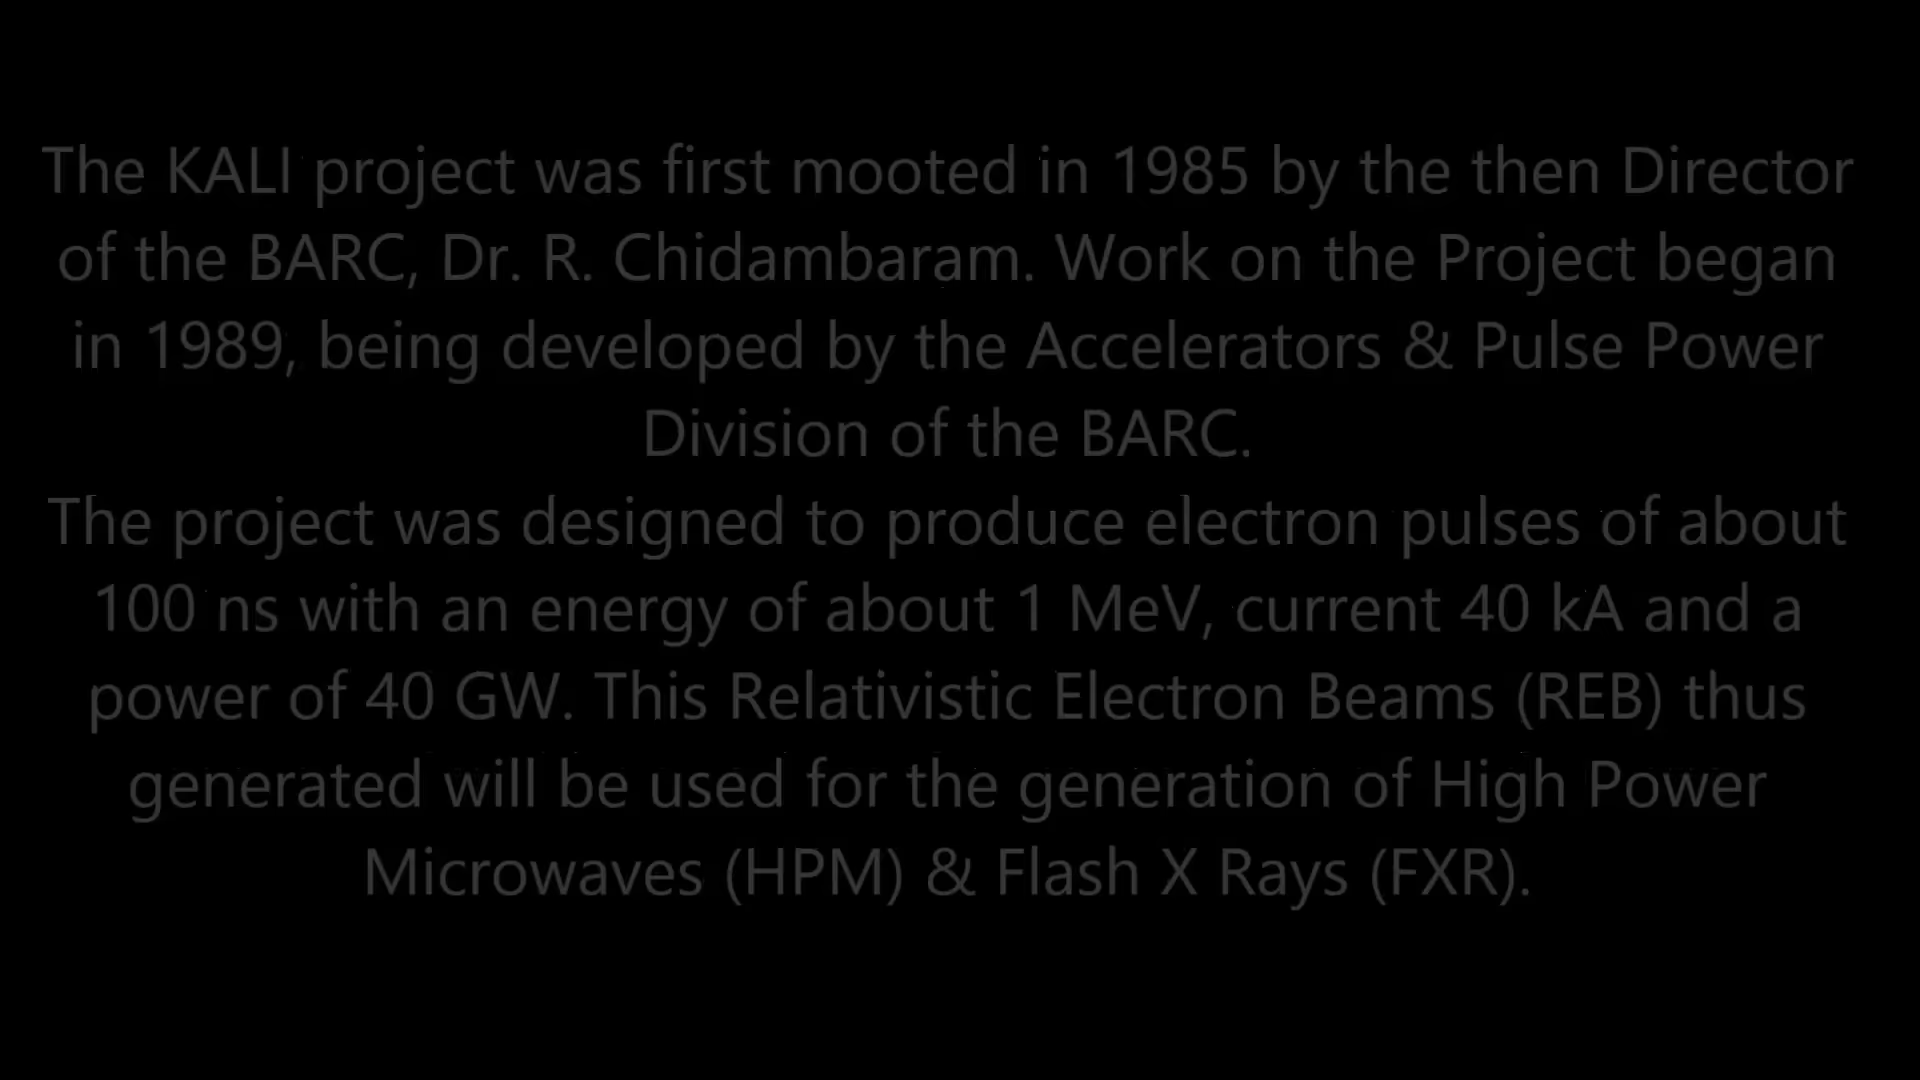 The KALI project was first mooted in 1985 by the then Director
of the BARC, Dr. R. Chidambaram. Work on the Project began
in 1989, being developed by the Accelerators & Pulse Power
Division of the BARC.
The project was designed to produce electron pulses of about
100 ns with an energy of about 1 MeV, current 40 kA and a
power of 40 GW. This Relativistic Electron Beams (REB) thus
generated will be used for the generation of High Power
Microwaves (HPM) & Flash X Rays (FXR).